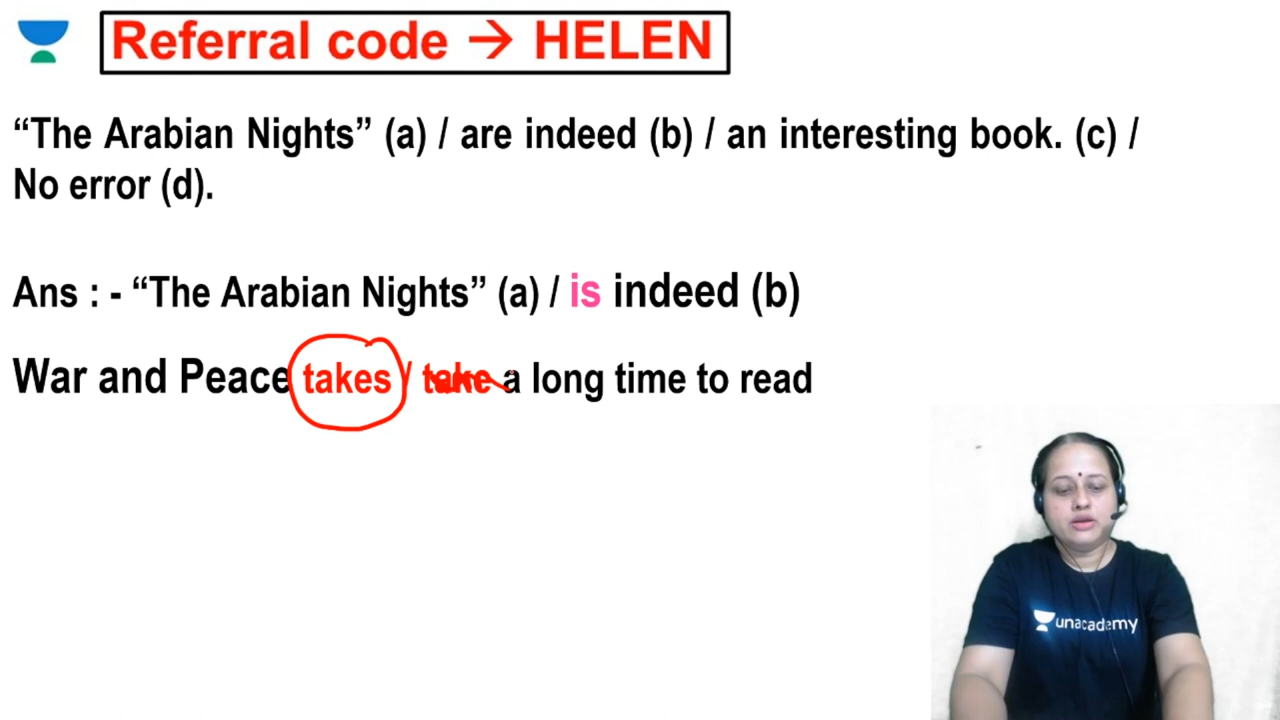 Referral code → HELEN
“The Arabian Nights” (a) / are indeed (b) / an interesting book. (c) /
No error (d).
Ans : - “The Arabian Nights” (a) / is indeed (b)
War and Peace takes / take a long time to read
unacademy